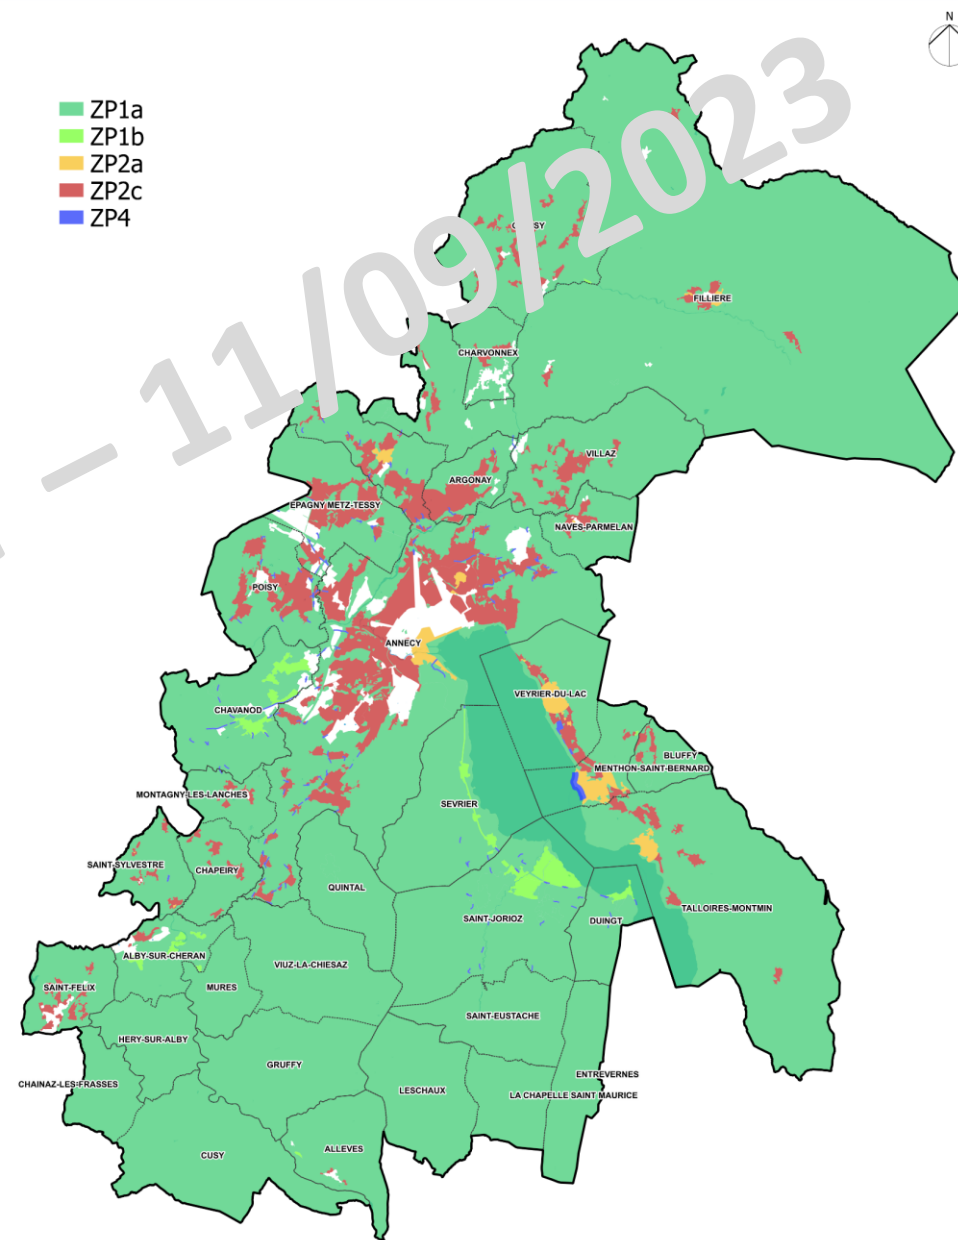 N
ZP1a
ZP1b
ZP2a
ZP2c
ZP4
– 11/09/2023
FILLIERE
CHARVONNEX
VILLAZ
ARGONAY
EPAGNY METZ-TESSY
NAVES-PARMELAN
POISY
ANNECY
VEYRIER-DU-LAC
CHAVANOD
BLUFFY
MENTHON-SAINT-BERNARD
MONTAGNY-LES-LANCHES
SEVRIER
SAINT-SYLVESTRE
CHAPEIRY
QUINTAL
TALLOIRES-MONTMIN
SAINT-JORIOZ
DUINGT
ALBY-SUR-CHERAN
VIUZ-LA-CHIESAZ
SAINT-FELIX
MURES
SAINT-EUSTACHE
HERY-SUR-ALBY
GRUFFY
ENTREVERNES
CHAINAZ-LES-FRASSES
LESCHAUX
LA CHAPELLE SAINT MAURICE
ALLEVES
CUSY